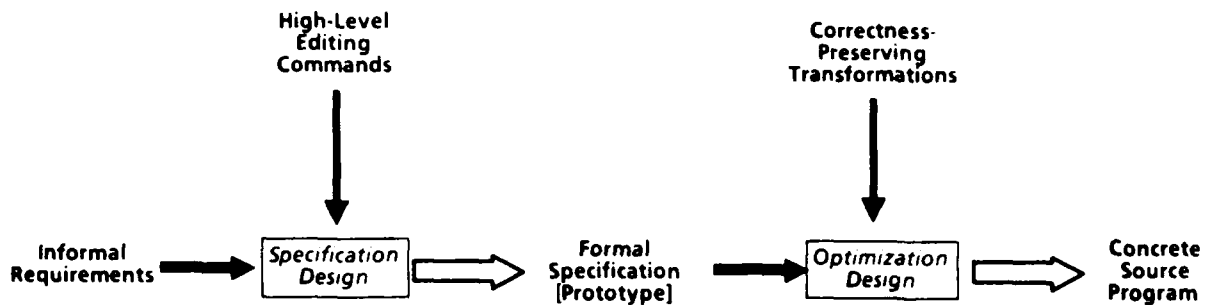 High-Level
Editing
Commands
Correctness-
Preserving
Transformations
Informal
Requirements
Specification
Design
Formal
Specification
[Prototype]
Optimization
Design
Concrete
Source
Program